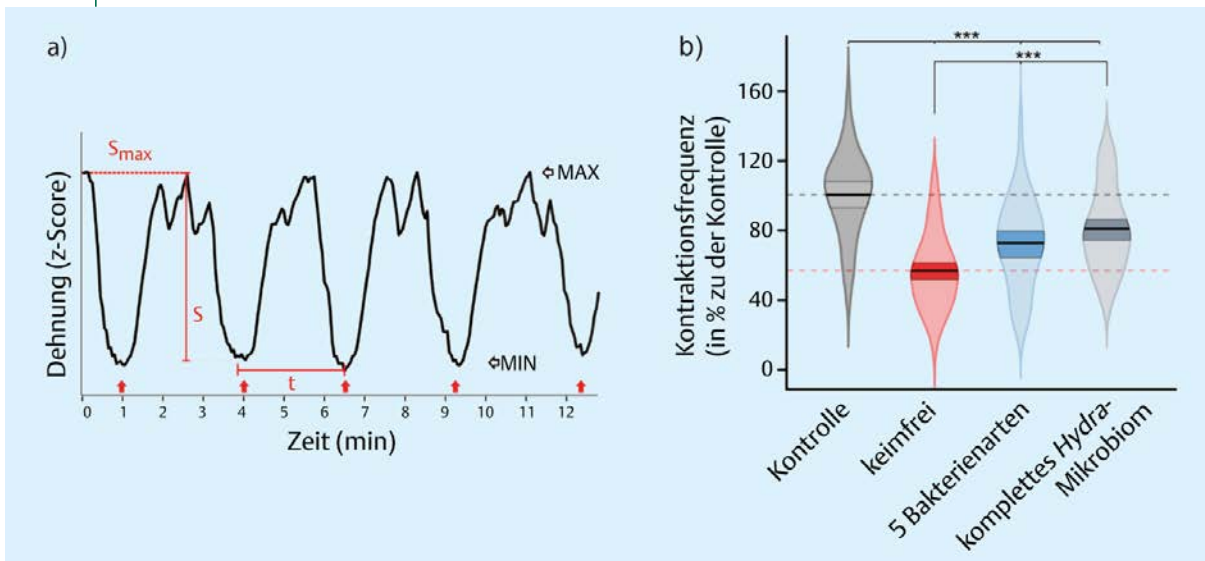 a)
Dehnung (z-Score)
Smax
S
t
⇦MAX
⇦MIN
0 1 2 3 4 5 6 7 8 9 10 11 12
Zeit (min)
b)
Kontraktionsfrequenz
(in % zu der Kontrolle)
160
120
80
40
0
***
***
Kontrolle
keimfrei
5 Bakterienarten
komplettes Hydra-
Mikrobiom